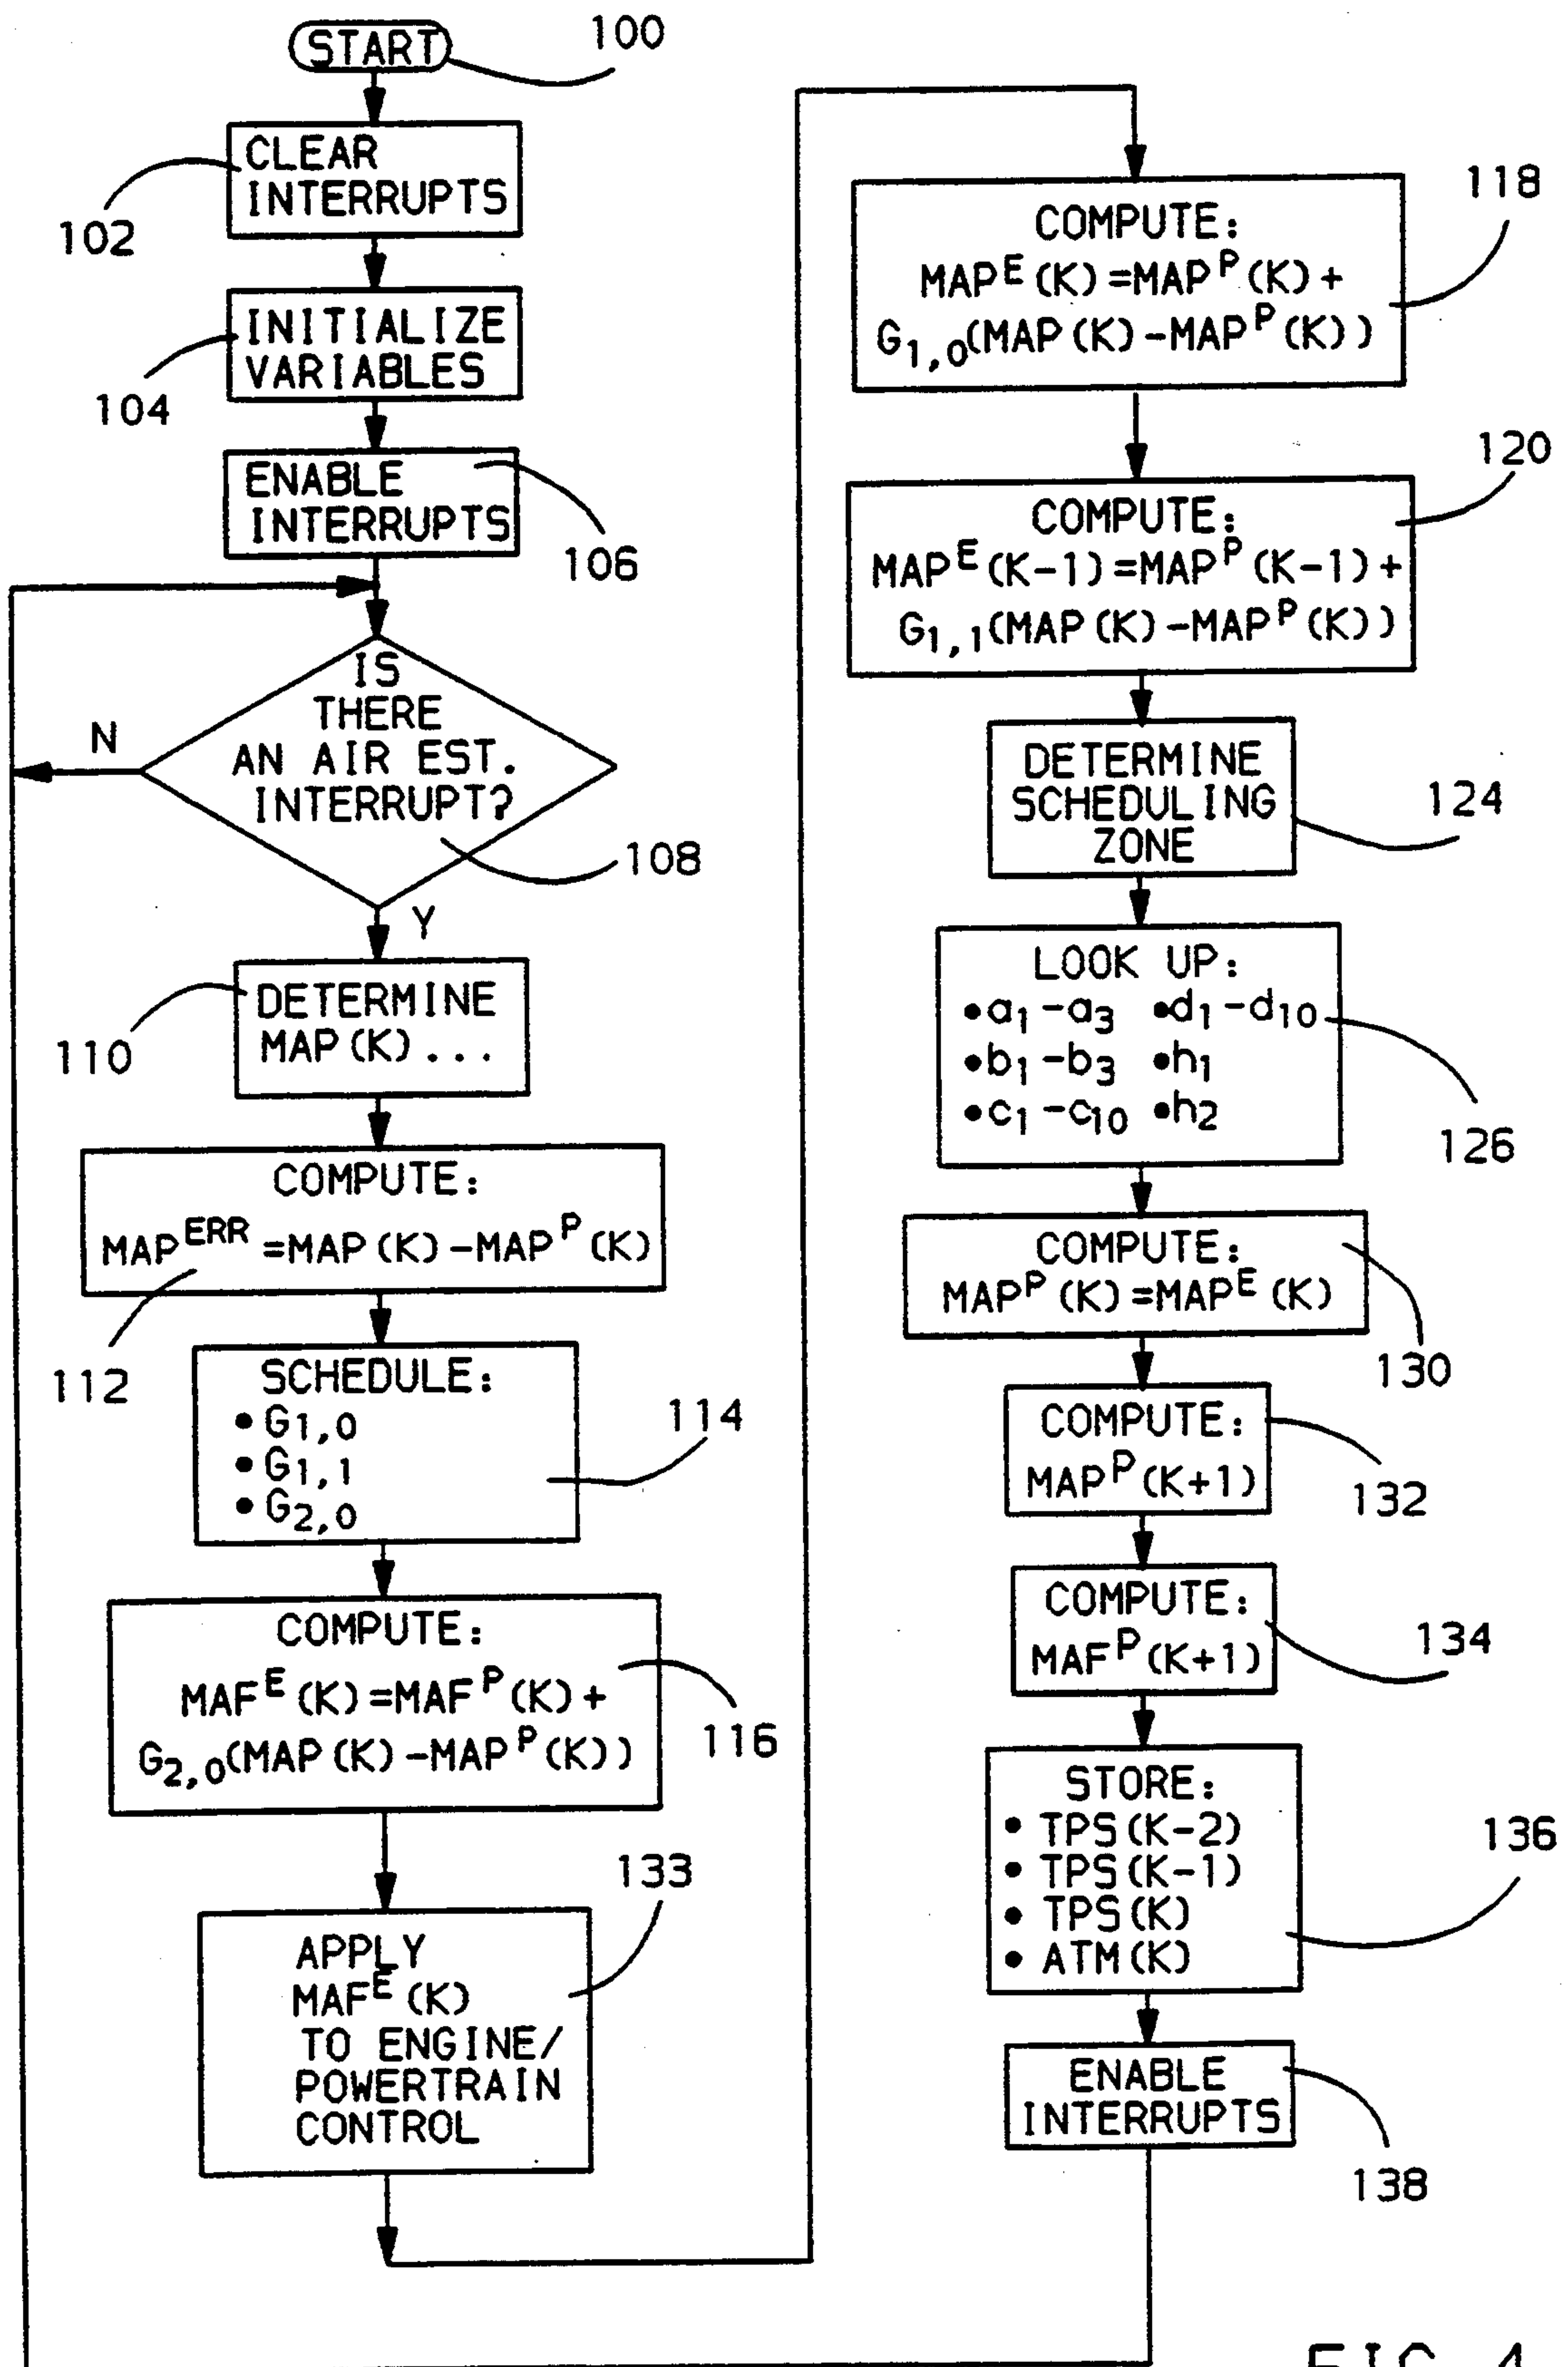 START
100
CLEAR
INTERRUPTS
102
INITIALIZE
VARIABLES
104
ENABLE
INTERRUPTS
106
IS
THERE
AN AIR EST.
INTERRUPT?
N
108
Y
DETERMINE
MAP(K)...
110
COMPUTE:
MAP^ERR=MAP(K)-MAP^P(K)
112
SCHEDULE:
•G1,0
•G1,1
•G2,0
114
COMPUTE:
MAF^E(K)=MAF^P(K)+
G2,0(MAP(K)-MAP^P(K))
116
133
APPLY
MAF^E(K)
TO ENGINE/
POWERTRAIN
CONTROL
118
COMPUTE:
MAP^E(K)=MAP^P(K)+
G1,0(MAP(K)-MAP^P(K))
120
COMPUTE:
MAP^E(K-1)=MAP^P(K-1)+
G1,1(MAP(K)-MAP^P(K))
DETERMINE
SCHEDULING
ZONE
124
LOOK UP:
•a1-a3 •d1-d10
•b1-b3 •h1
•c1-c10 •h2
126
COMPUTE:
MAP^P(K)=MAP^E(K)
130
COMPUTE:
MAP^P(K+1)
132
COMPUTE:
MAF^P(K+1)
134
STORE:
• TPS(K-2)
• TPS(K-1)
• TPS(K)
• ATM(K)
136
ENABLE
INTERRUPTS
138